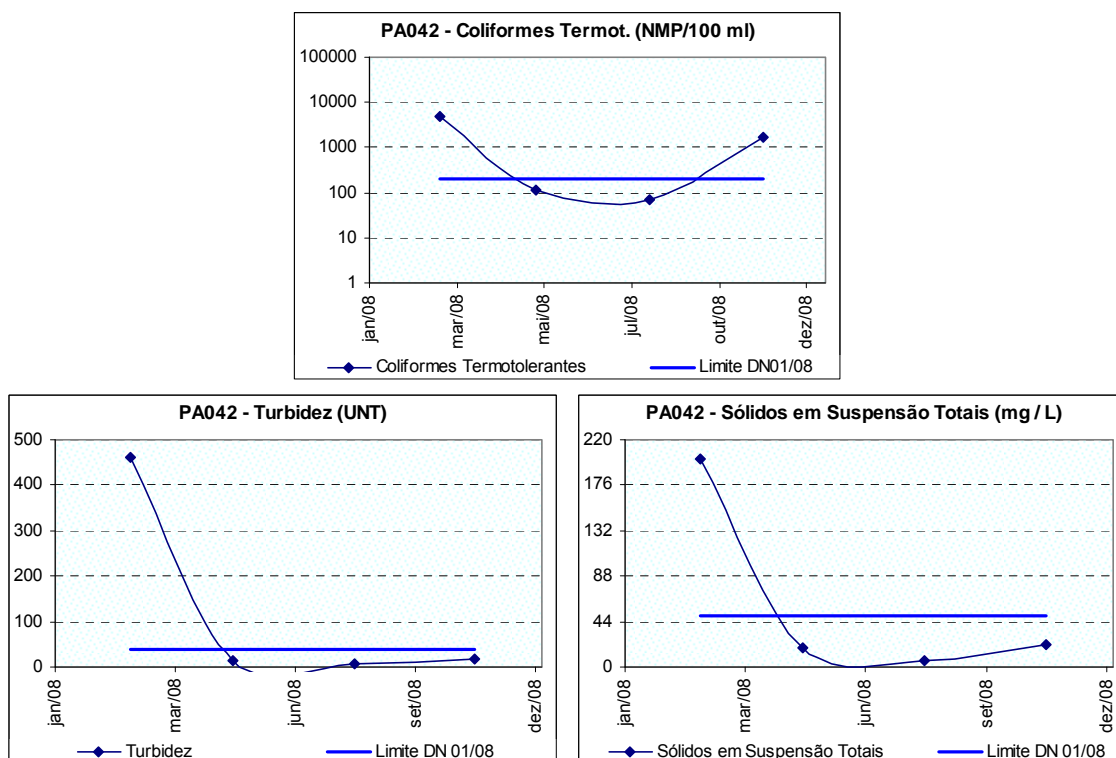 PA042 - Coliformes Termot. (NMP/100 ml)
100000
10000
1000
100
10
1
jan/08
mar/08
mai/08
jul/08
out/08
dez/08
Coliformes Termotolerantes
Limite DN01/08
PA042 - Turbidez (UNT)
500
400
300
200
100
0
jan/08
mar/08
jun/08
set/08
dez/08
Turbidez
Limite DN 01/08
PA042 - Sólidos em Suspensão Totais (mg / L)
220
176
132
88
44
0
jan/08
mar/08
jun/08
set/08
dez/08
Sólidos em Suspensão Totais
Limite DN 01/08